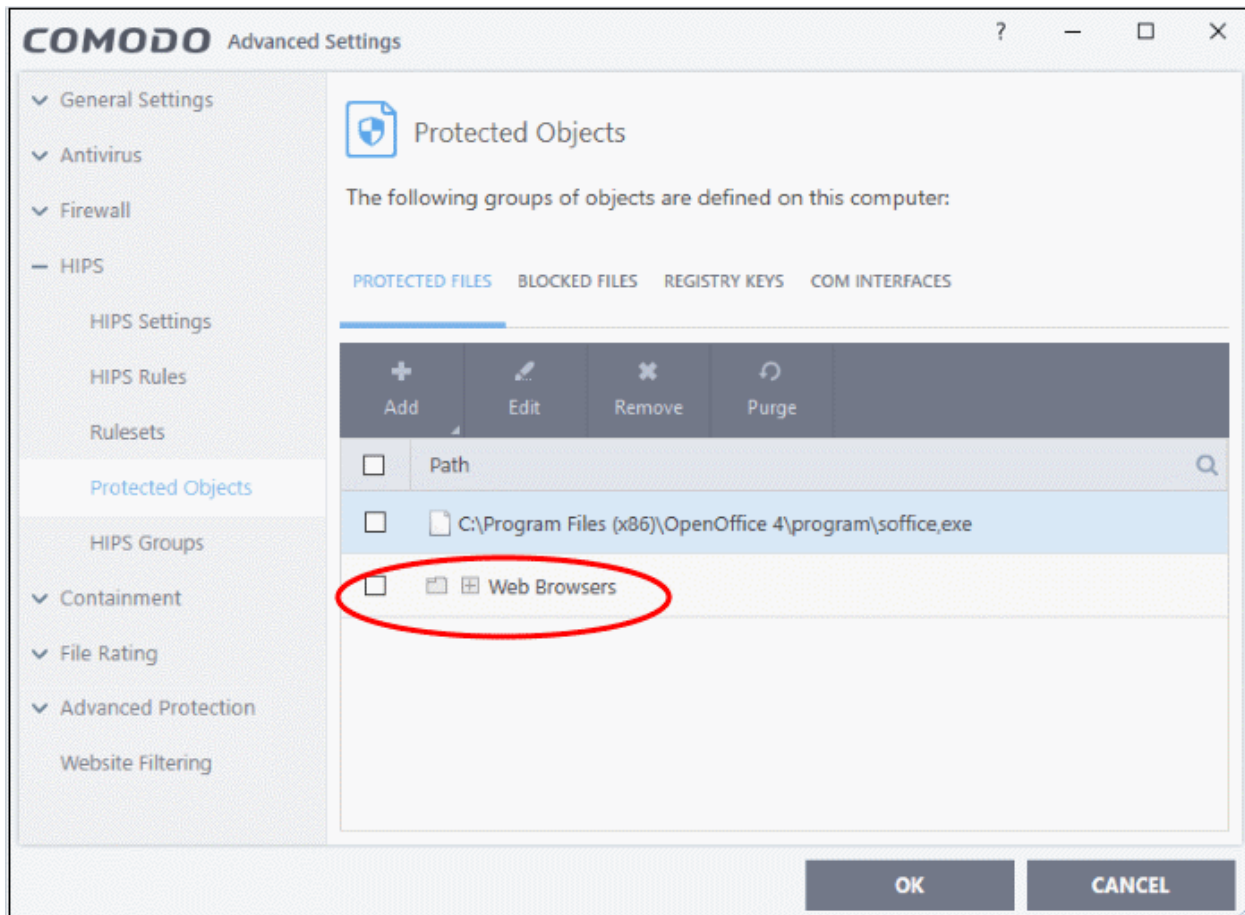 COMODO Advanced Settings
?
General Settings
Antivirus
Firewall
HIPS
HIPS Settings
HIPS Rules
Rulesets
Protected Objects
HIPS Groups
Containment
File Rating
Advanced Protection
Website Filtering
Protected Objects
The following groups of objects are defined on this computer:
PROTECTED FILES BLOCKED FILES REGISTRY KEYS COM INTERFACES
Add Edit Remove Purge
Path
C:\Program Files (x86)\OpenOffice 4\program\soffice,exe
Web Browsers
OK CANCEL